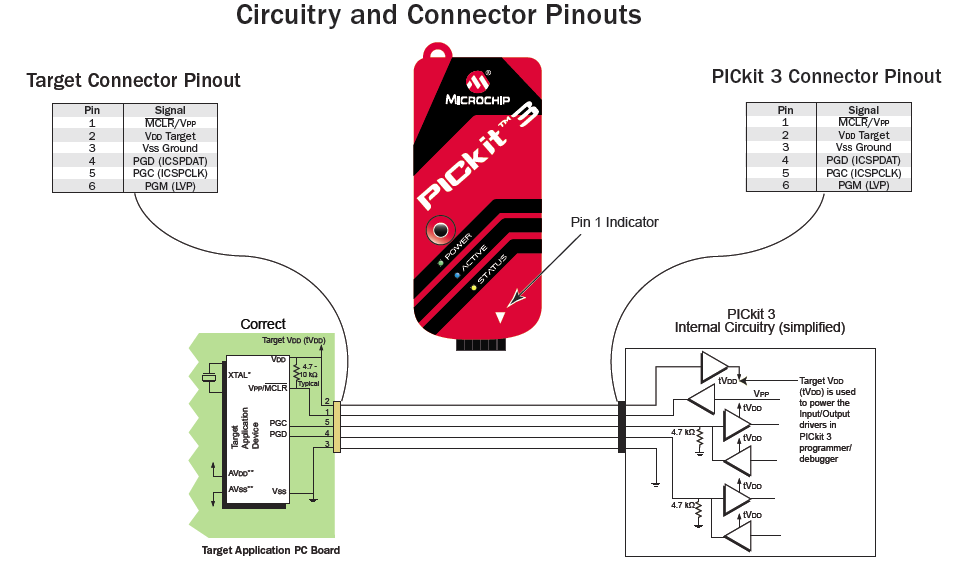 Circuitry and Connector Pinouts
Target Connector Pinout
Pin Signal
1 MCLR/VPP
2 VDD Target
3 Vss Ground
4 PGD (ICSPDAT)
5 PGC (ICSPCLK)
6 PGM (LVP)
MICROCHIP
®
PICkit™ 3
POWER
ACTIVE
STATUS
Pin 1 Indicator
PICkit 3 Connector Pinout
Pin Signal
1 MCLR/VPP
2 VDD Target
3 Vss Ground
4 PGD (ICSPDAT)
5 PGC (ICSPCLK)
6 PGM (LVP)
Correct
Target VDD (tVDD)
VDD
4.7 -
10 kΩ
Typical
XTAL*
VPP/MCLR
Target
Application
Device
PGC
PGD
AVDD**
AVss**
Vss
2
1
5
4
3
Target Application PC Board
PICkit 3
Internal Circuitry (simplified)
tVDD
VPP
tVDD
4.7 kΩ
tVDD
tVDD
4.7 kΩ
tVDD
Target VDD
(tVDD) is used
to power the
Input/Output
drivers in
PICkit 3
programmer/
debugger